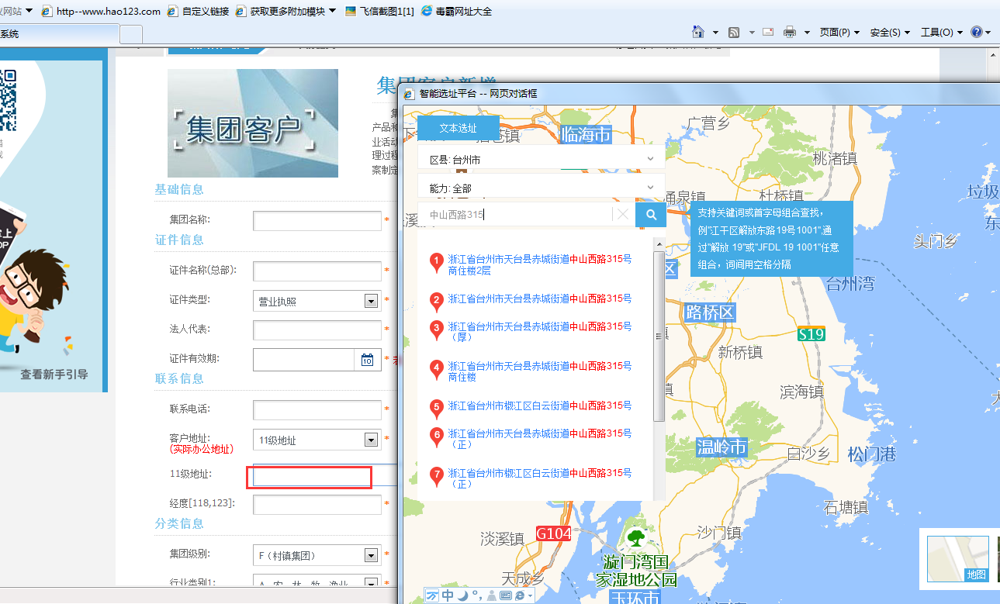 网站
http--www.hao123.com
自定义链接
获取更多附加模块
飞信截图1[1]
毒霸网址大全
系统
页面(P)
安全(S)
工具(O)
查看新手引导
集团客户
集团客户新增
基础信息
集团名称:
*
证件信息
证件名称(总部):
*
证件类型:
营业执照
*
法人代表:
*
证件有效期:
10
*
联系信息
联系电话:
*
客户地址:
(实际办公地址)
11级地址
*
11级地址:
经度[118,123]:
*
分类信息
集团级别:
F（村镇集团）
*
行业类别1:
产品和
业活动
理过程
案制定
智能选址平台 -- 网页对话框
文本选址
区县: 台州市
能力: 全部
中山西路315
支持关键词或首字母组合查找，
例"江干区解放东路19号1001",通
过"解放 19"或"JFDL 19 1001"任意
组合，词间用空格分隔
1 浙江省台州市天台县赤城街道中山西路315号
商住楼2层
2 浙江省台州市天台县赤城街道中山西路315号
3 浙江省台州市天台县赤城街道中山西路315号
（厚）
4 浙江省台州市天台县赤城街道中山西路315号
商住楼
5 浙江省台州市椒江区白云街道中山西路315号
6 浙江省台州市天台县赤城街道中山西路315号
（正）
7 浙江省台州市椒江区白云街道中山西路315号
（正）
临海市
广营乡
桃渚镇
涌泉镇
杜桥镇
垃圾
东
头门乡
区
台州湾
路桥区
S19
新桥镇
滨海镇
温岭市
白沙乡
松门港
石塘镇
沙门镇
淡溪镇
G104
漩门湾国
家湿地公园
天成乡
玉环市
地图
中